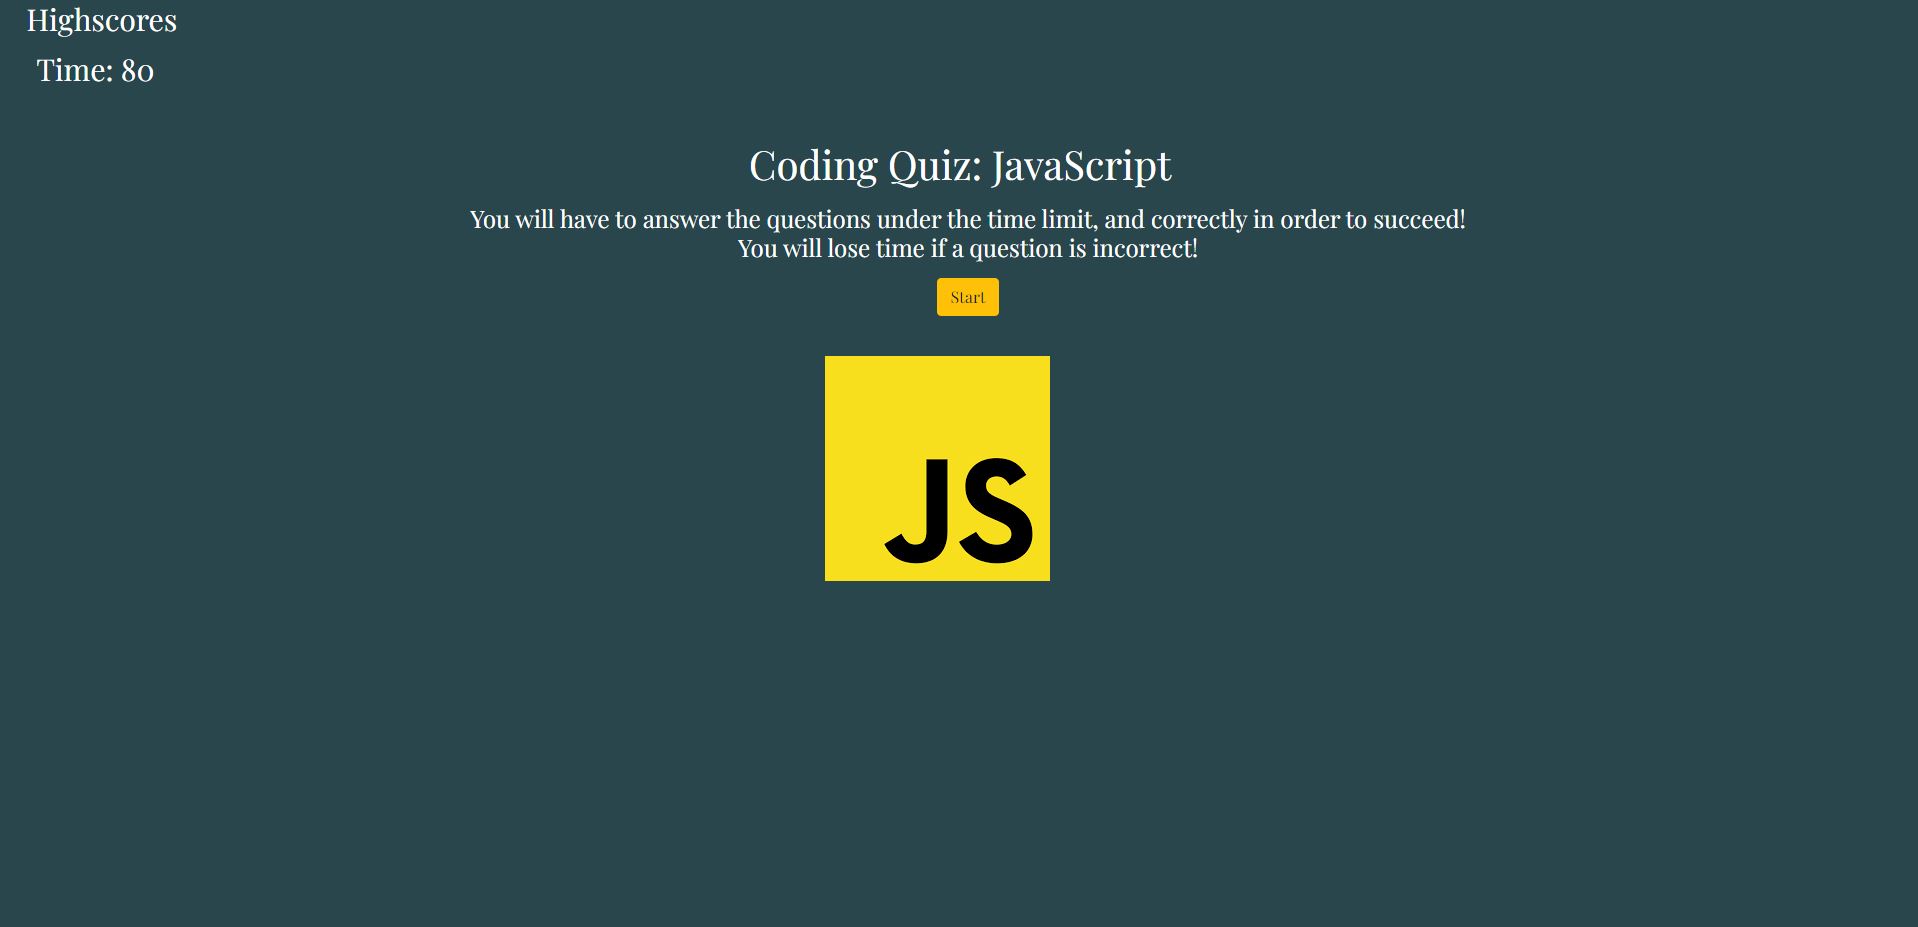 Highscores
Time: 80
Coding Quiz: JavaScript
You will have to answer the questions under the time limit, and correctly in order to succeed!
You will lose time if a question is incorrect!
Start
JS